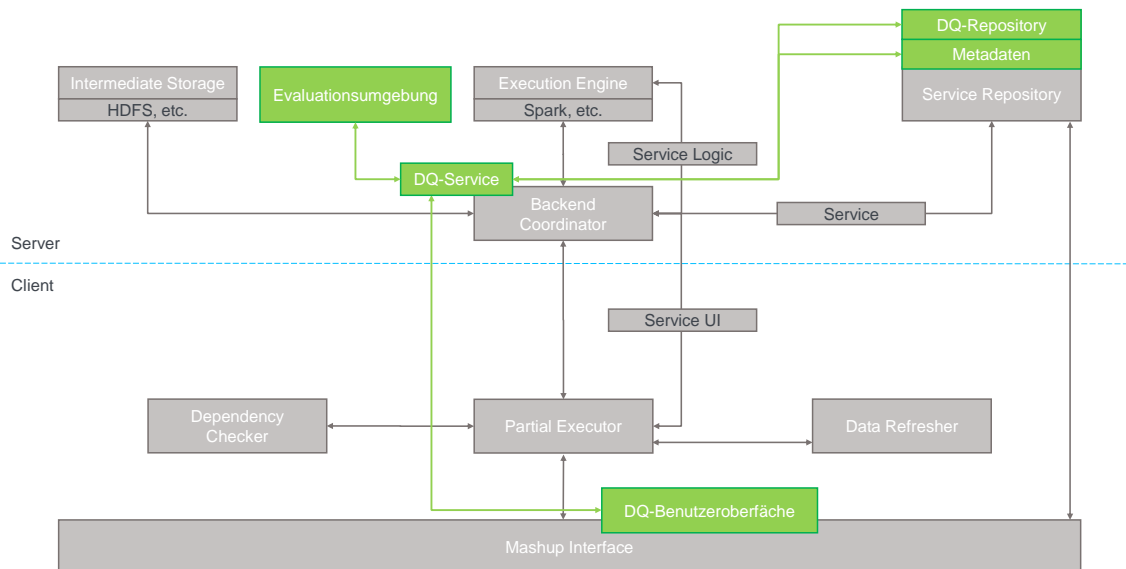 DQ-Repository
Metadaten
Service Repository
Intermediate Storage
HDFS, etc.
Evaluationsumgebung
Execution Engine
Spark, etc.
Service Logic
DQ-Service
Backend
Coordinator
Service
Server
Client
Service UI
Dependency
Checker
Partial Executor
Data Refresher
DQ-Benutzeroberfäche
Mashup Interface